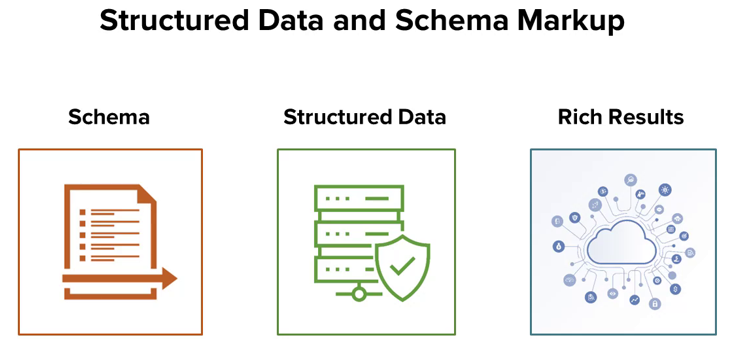 Structured Data and Schema Markup
Schema
Structured Data
Rich Results